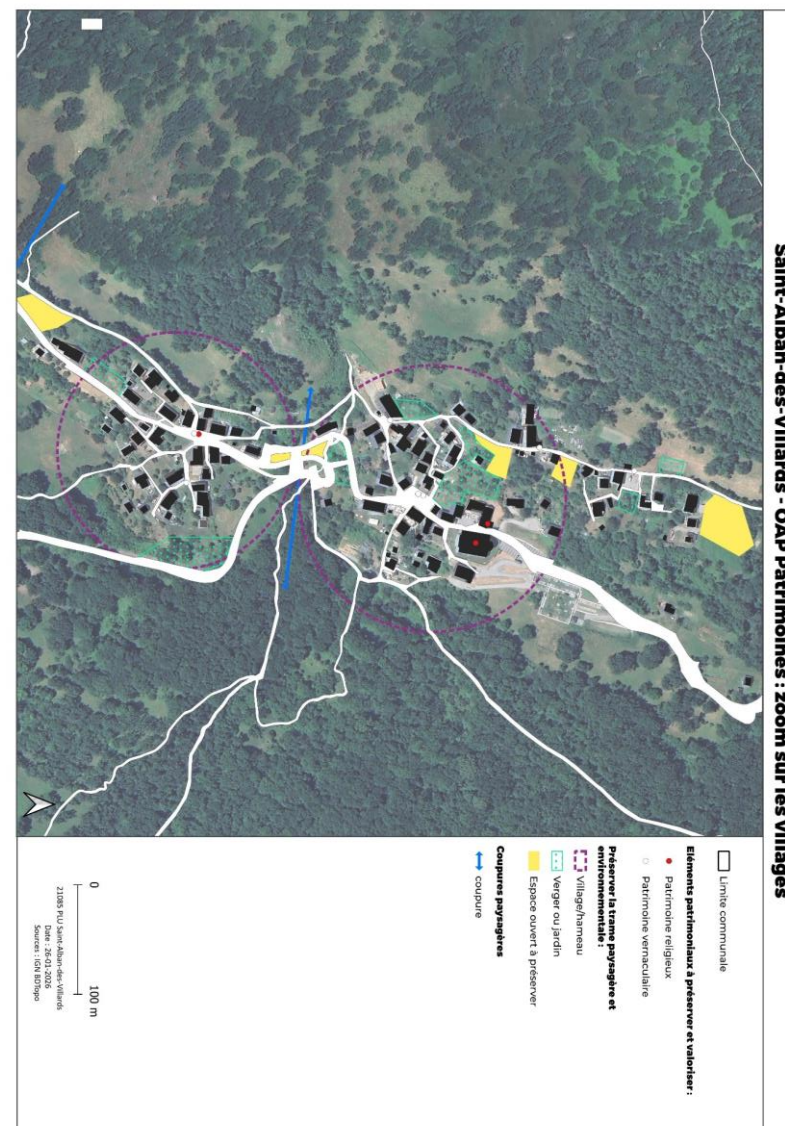 Saint-Alban-des-Villards - OAP Patrimoines : zoom sur les villages
Limite communale
Eléments patrimoniaux à préserver et valoriser :
Patrimoine religieux
Patrimoine vernaculaire
Préserver la trame paysagère et
environnementale :
Village/hameau
Verger ou jardin
Espace ouvert à préserver
Coupures paysagères
coupure
0
100 m
21085 PLU Saint-Alban-des-Villards
Date : 26-01-2026
Sources : IGN BDTopo